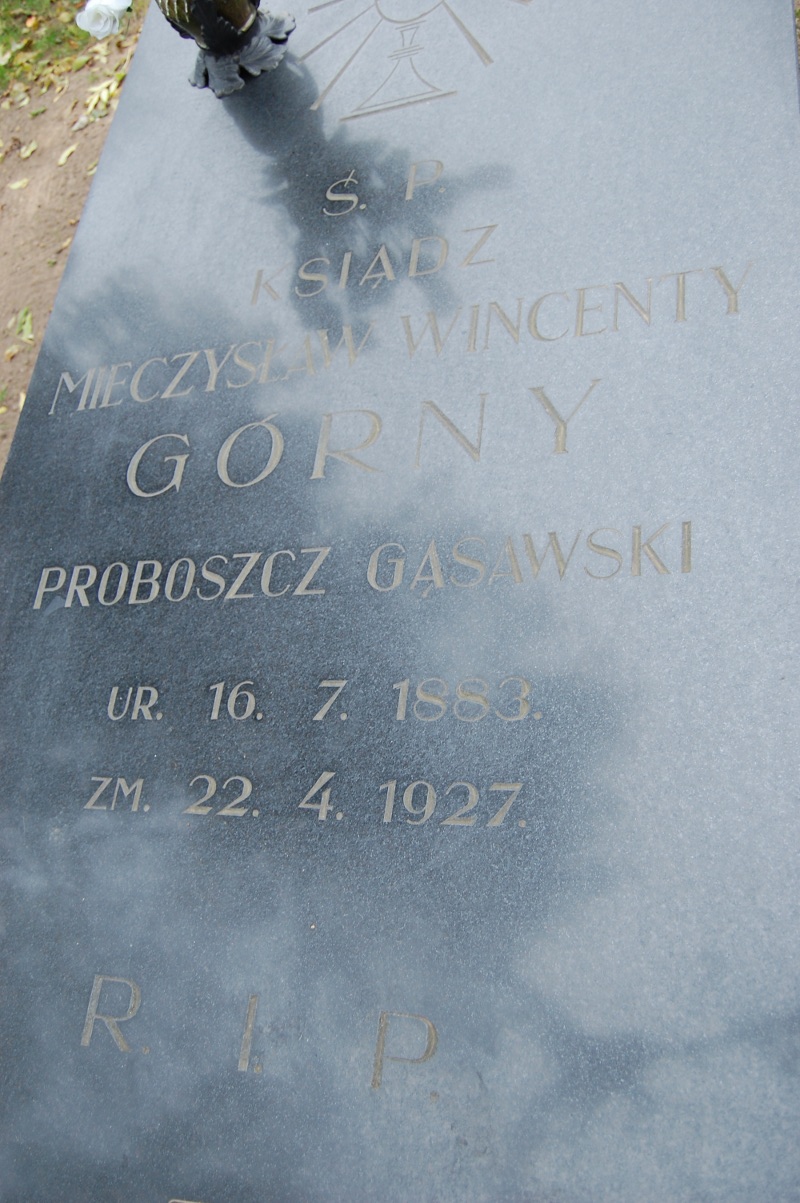 Ś. P.
KSIĄDZ
MIECZYSŁAW WINCENTY
GÓRNY
PROBOSZCZ GĄSAWSKI
UR. 16. 7. 1883.
ZM. 22. 4. 1927.
R. I. P.